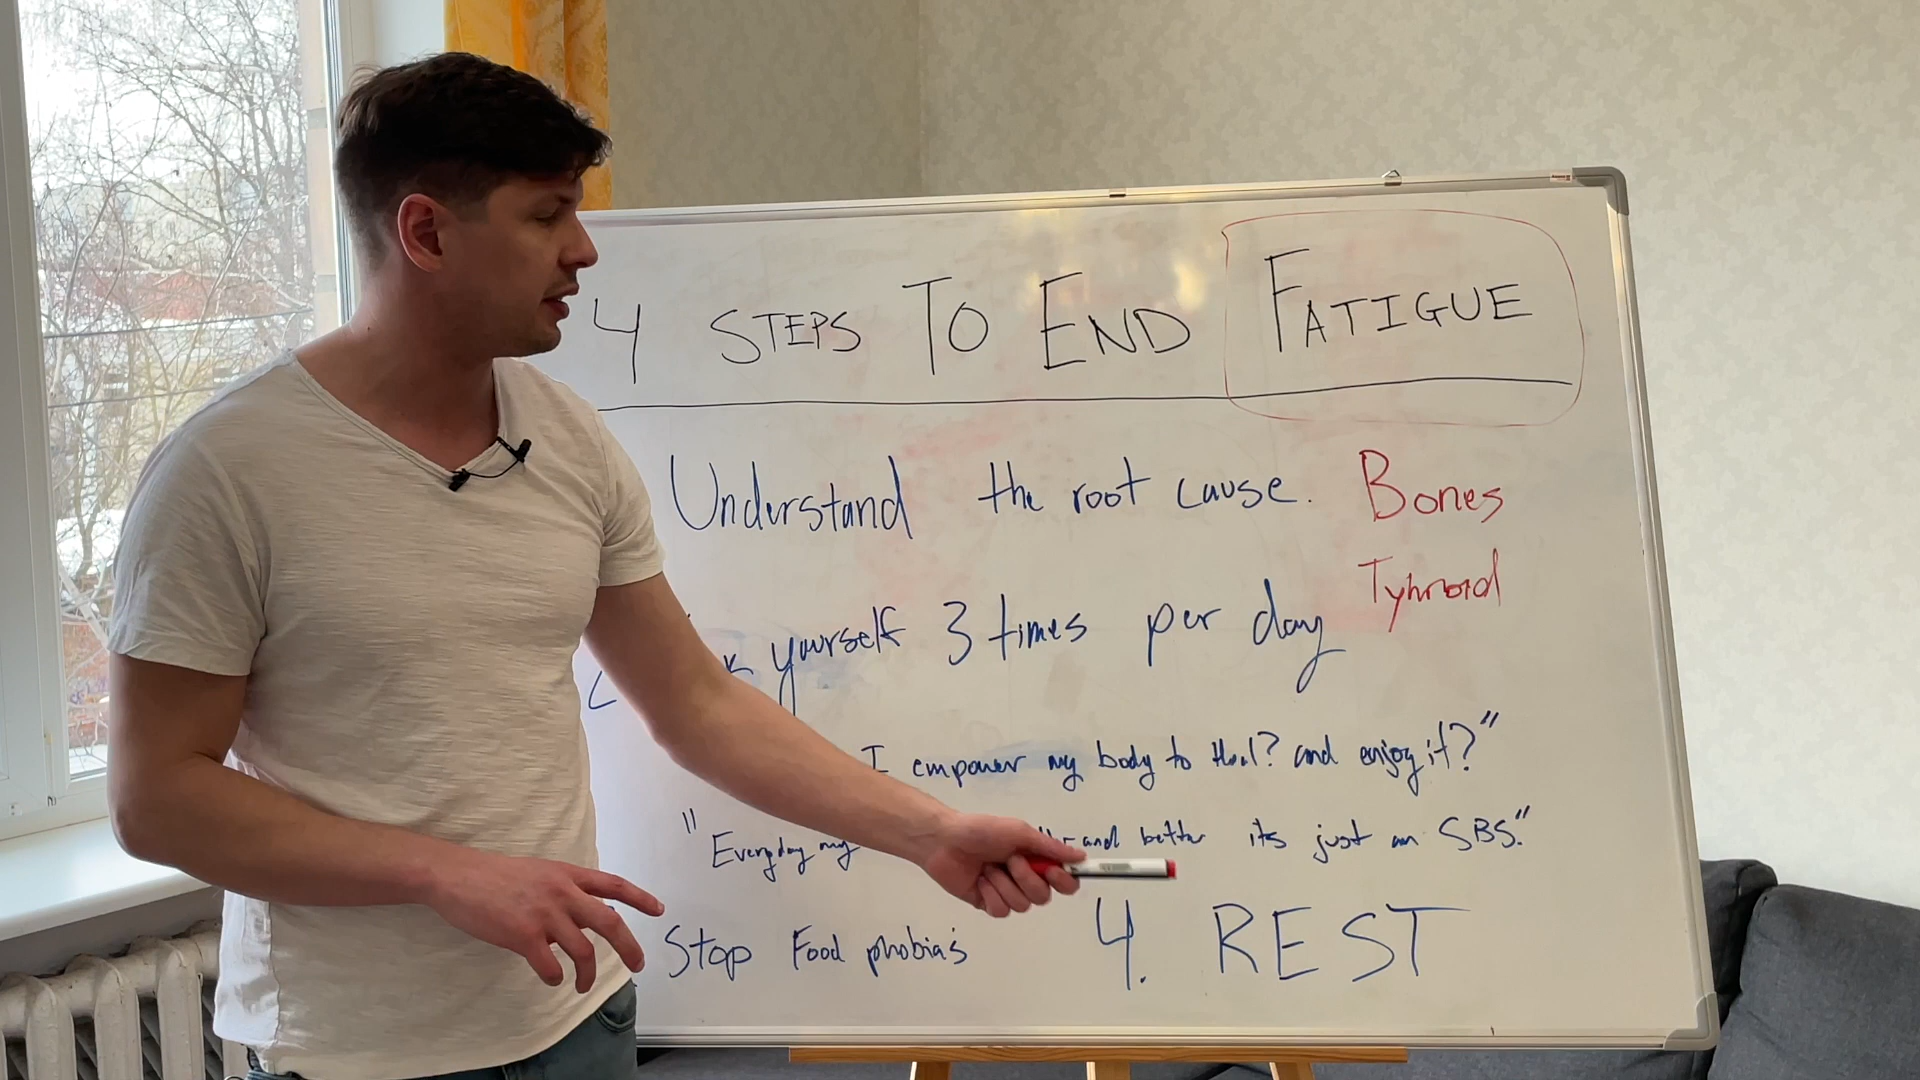 4 STEPS TO END FATIGUE
Understand the root cause. Bones
Tyhroid
yourself 3 times per day
I empower my body to and enjoy it?"
"Everyday my and better its just an SBS."
Stop Food phobia's 4. REST